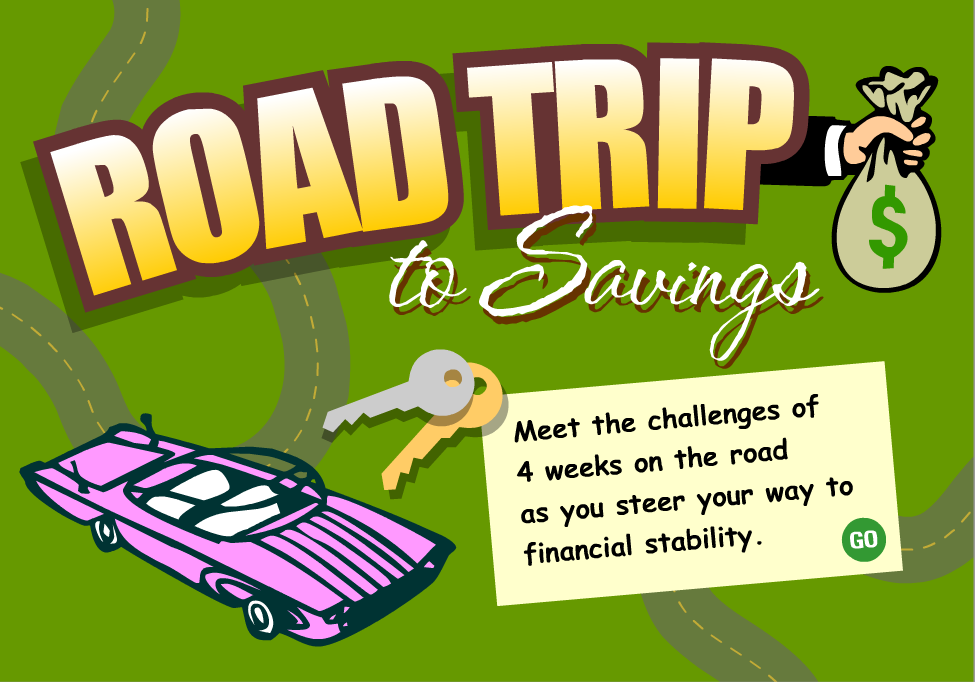 ROAD TRIP
to Savings
$
Meet the challenges of
4 weeks on the road
as you steer your way to
financial stability.
GO